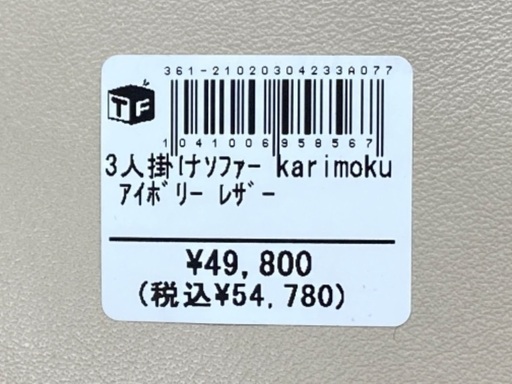 361-21020304233A077
TF
1041006958567
3人掛けソファー karimoku
アイボリー レザー
¥49,800
(税込¥54,780)